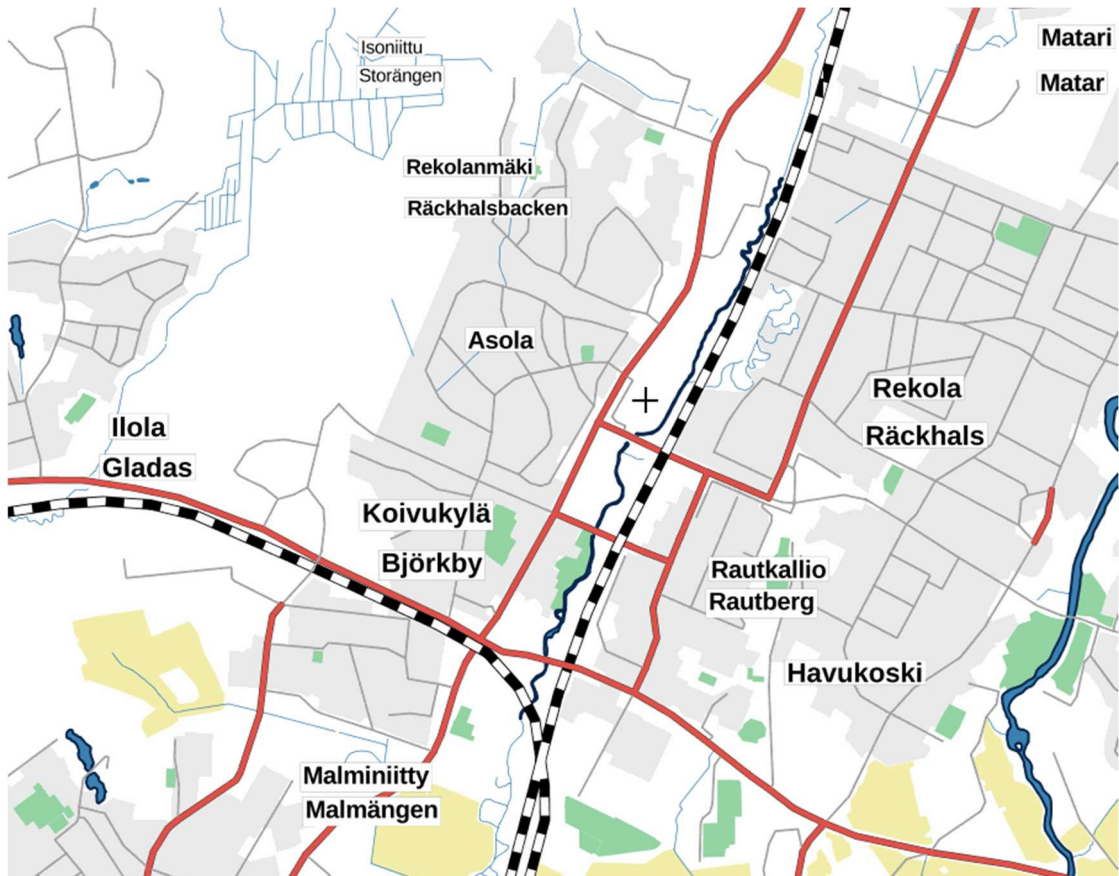 Isoniittu
Storängen
Matari
Matar
Rekolanmäki
Räckhalsbacken
Asola
Rekola
Räckhals
Ilola
Gladas
Koivukylä
Björkby
Rautkallio
Rautberg
Havukoski
Malminiitty
Malmängen